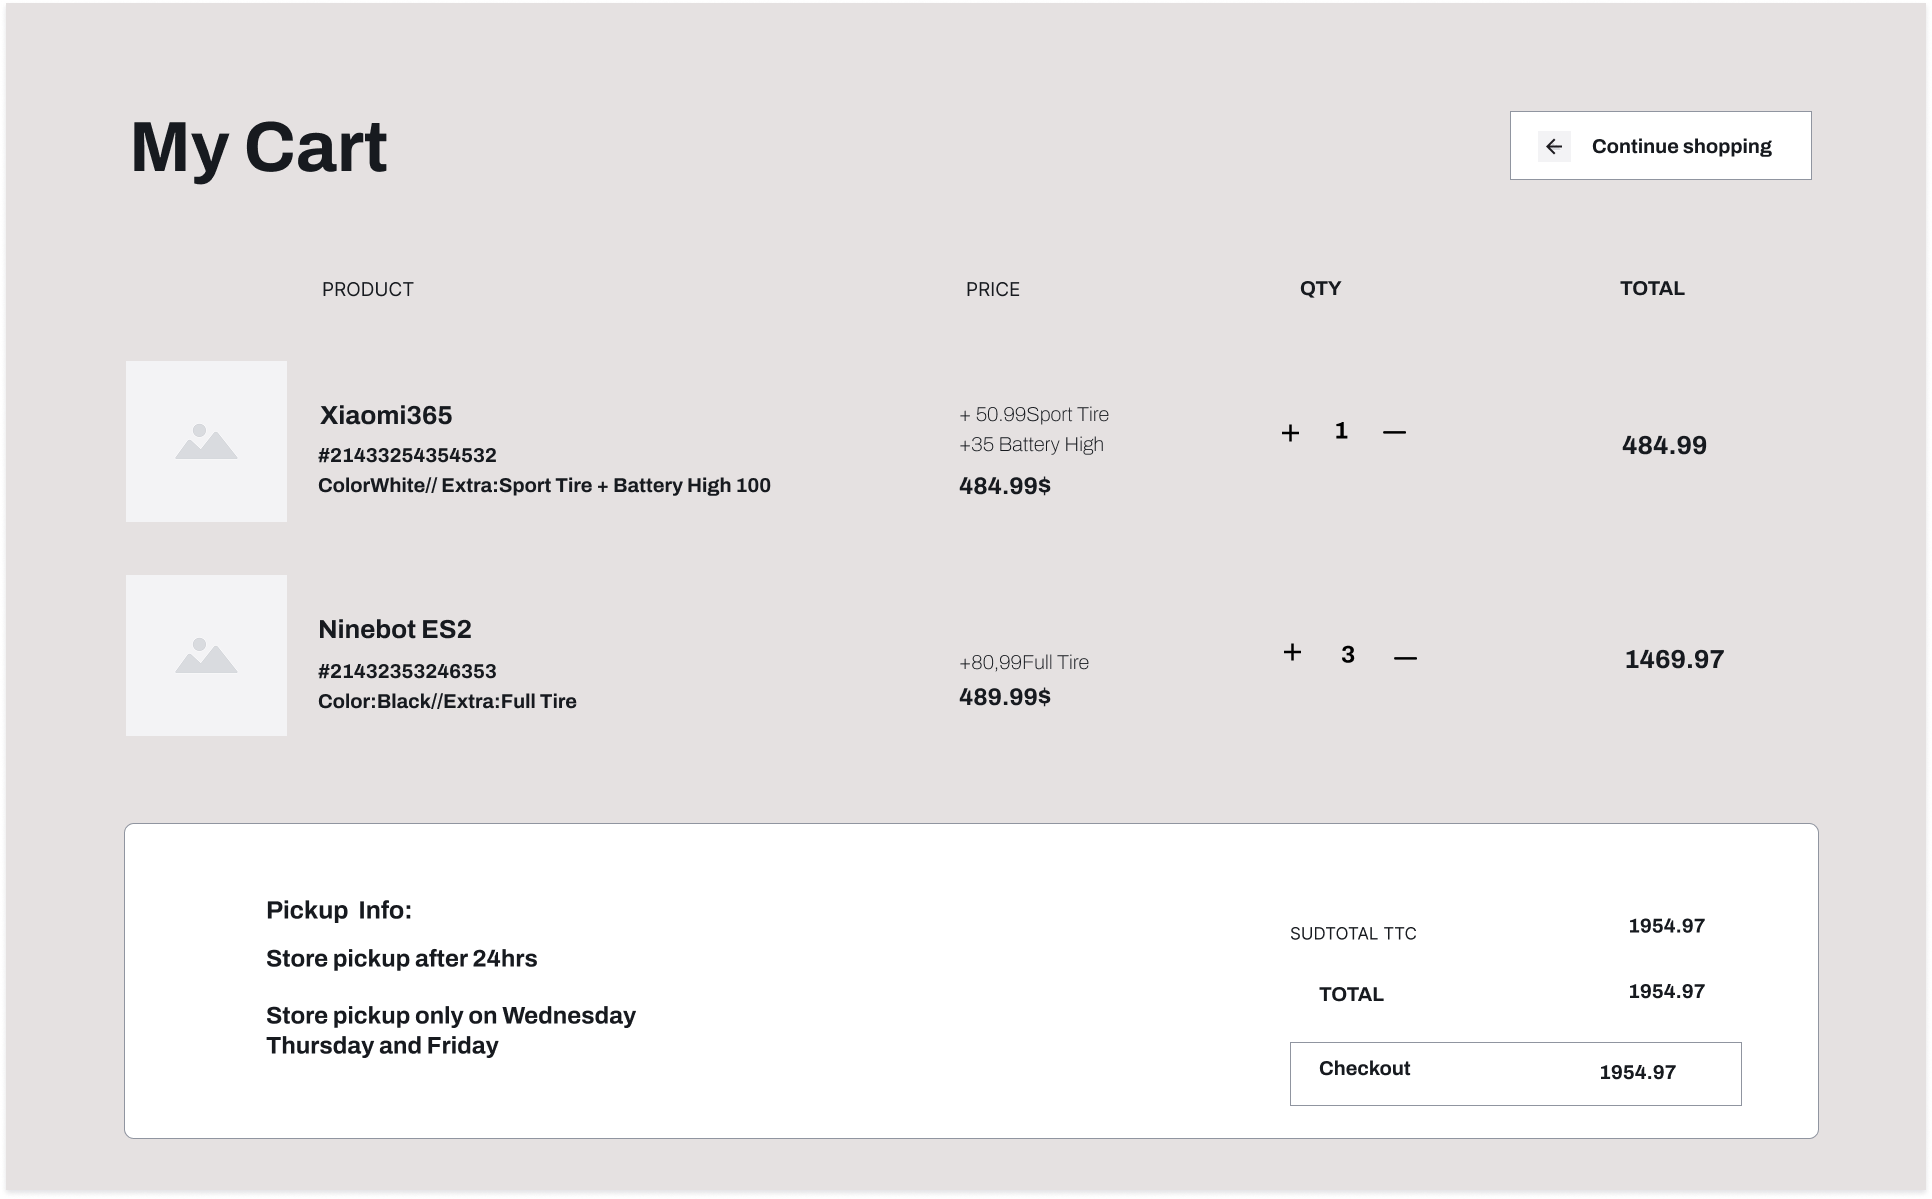 My Cart
Continue shopping
PRODUCT
PRICE
QTY
TOTAL
Xiaomi365
#21433254354532
ColorWhite// Extra:Sport Tire + Battery High 100
+ 50.99Sport Tire
+35 Battery High
484.99$
+ 1 —
484.99
Ninebot ES2
#21432353246353
Color:Black//Extra:Full Tire
+80,99Full Tire
489.99$
+ 3 —
1469.97
Pickup  Info:
Store pickup after 24hrs
Store pickup only on Wednesday
Thursday and Friday
SUDTOTAL TTC
1954.97
TOTAL
1954.97
Checkout
1954.97